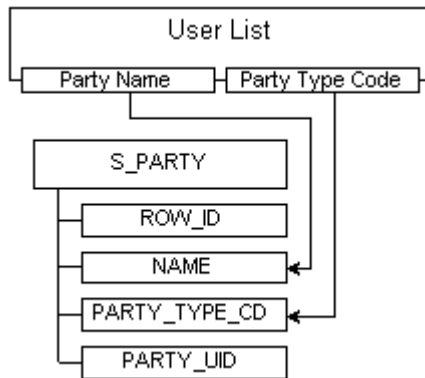 User List
Party Name
Party Type Code
S_PARTY
ROW_ID
NAME
PARTY_TYPE_CD
PARTY_UID